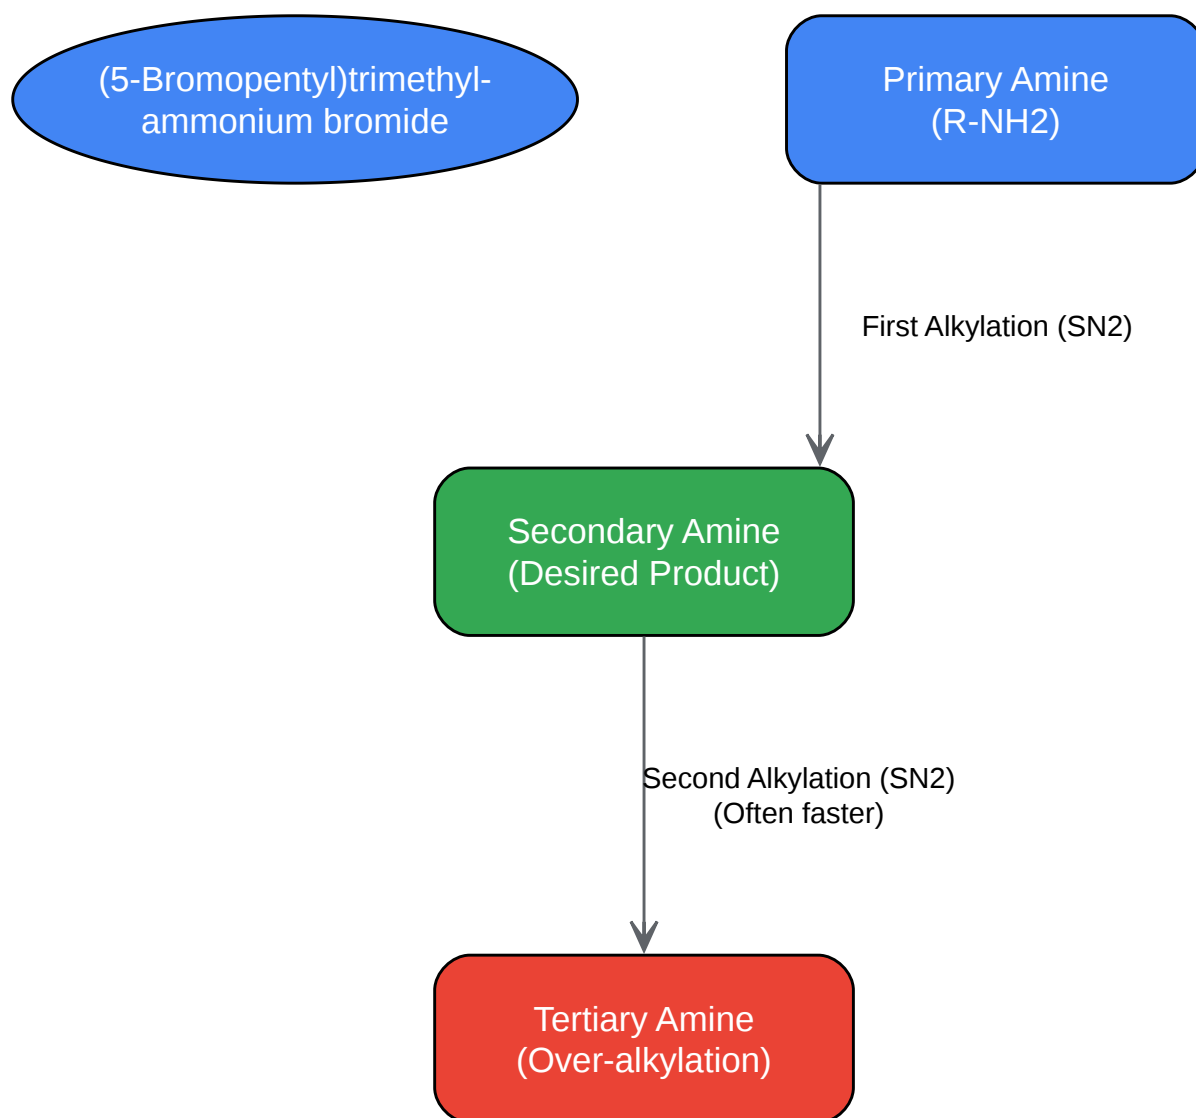 (5-Bromopentyl)trimethyl-
ammonium bromide
Primary Amine
(R-NH2)
First Alkylation (SN2)
Secondary Amine
(Desired Product)
Second Alkylation (SN2)
(Often faster)
Tertiary Amine
(Over-alkylation)